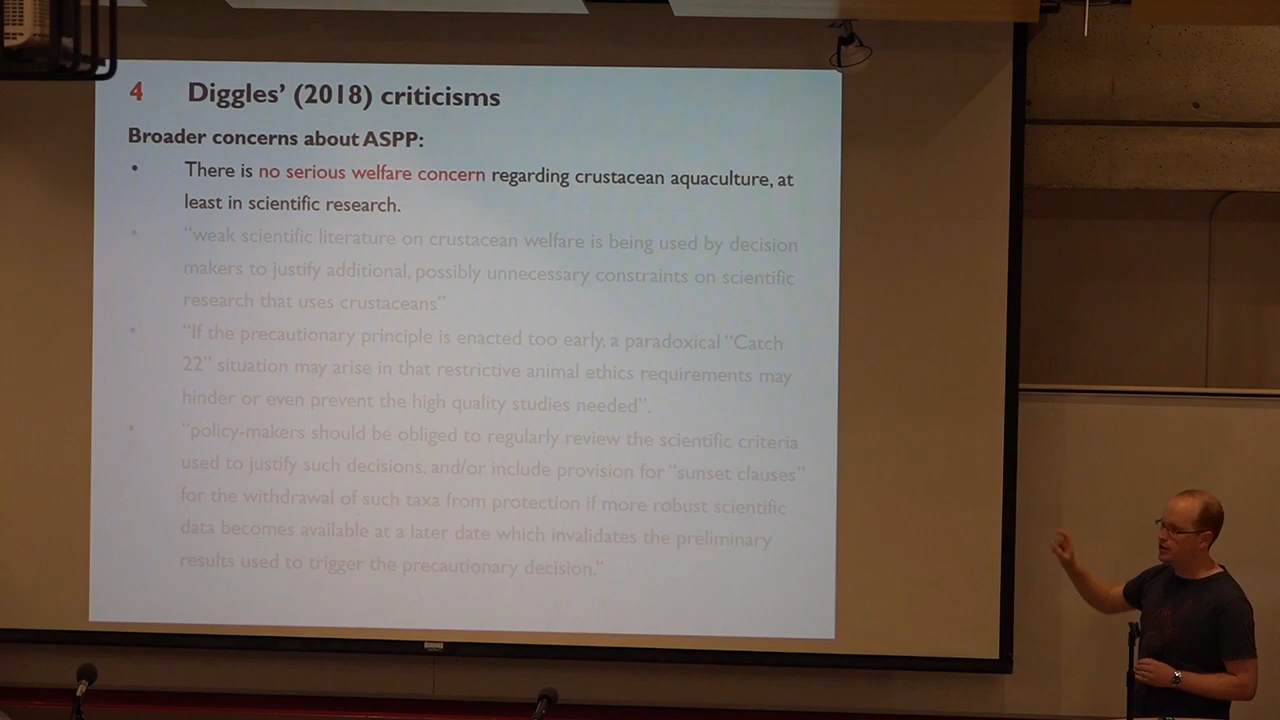 4 Diggles' (2018) criticisms
Broader concerns about ASPP:
• There is no serious welfare concern regarding crustacean aquaculture, at
least in scientific research.
• "weak scientific literature on crustacean welfare is being used by decision
makers to justify additional, possibly unnecessary constraints on scientific
research that uses crustaceans"
• "If the precautionary principle is enacted too early, a paradoxical "Catch
22" situation may arise in that restrictive animal ethics requirements may
hinder or even prevent the high quality studies needed".
• "policy-makers should be obliged to regularly review the scientific criteria
used to justify such decisions, and/or include provision for "sunset clauses"
for the withdrawal of such taxa from protection if more robust scientific
data becomes available at a later date which invalidates the preliminary
results used to trigger the precautionary decision."